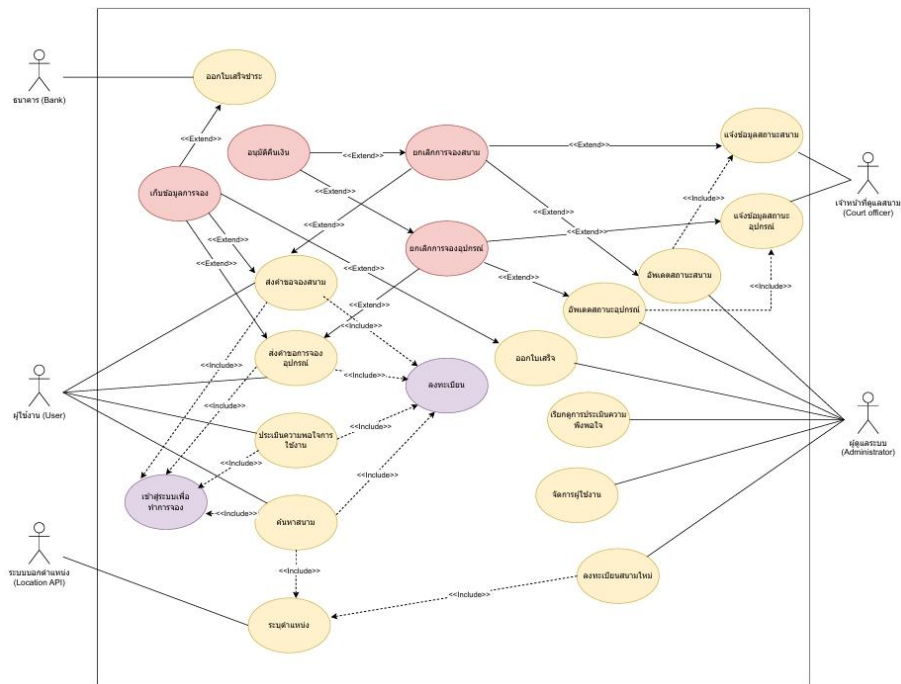 ธนาคาร (Bank)
ออกใบเสร็จชำระ
<<Extend>>
อนุมัติคืนเงิน
<<Extend>>
ยกเลิกการจองสนาม
<<Extend>>
แจ้งข้อมูลสถานะสนาม
เก็บข้อมูลการจอง
<<Extend>>
<<Extend>>
<<Include>>
เจ้าหน้าที่ดูแลสนาม
(Court officer)
<<Extend>>
<<Extend>>
ยกเลิกการจองอุปกรณ์
<<Extend>>
แจ้งข้อมูลสถานะ
อุปกรณ์
<<Extend>>
<<Extend>>
<<Extend>>
<<Extend>>
อัพเดตสถานะสนาม
<<Include>>
ส่งคำขอจองสนาม
<<Extend>>
อัพเดตสถานะอุปกรณ์
<<Include>>
<<Include>>
ส่งคำขอการจอง
อุปกรณ์
<<Include>>
<<Include>>
ออกใบเสร็จ
ลงทะเบียน
ผู้ใช้งาน (User)
ประเมินความพอใจการ
ใช้งาน
<<Include>>
<<Include>>
เรียกดูการประเมินความ
พึงพอใจ
ผู้ดูแลระบบ
(Administrator)
เข้าสู่ระบบเพื่อ
ทำการจอง
<<Include>>
ค้นหาสนาม
<<Include>>
จัดการผู้ใช้งาน
ระบบบอกตำแหน่ง
(Location API)
<<Include>>
<<Include>>
ลงทะเบียนสนามใหม่
ระบุตำแหน่ง